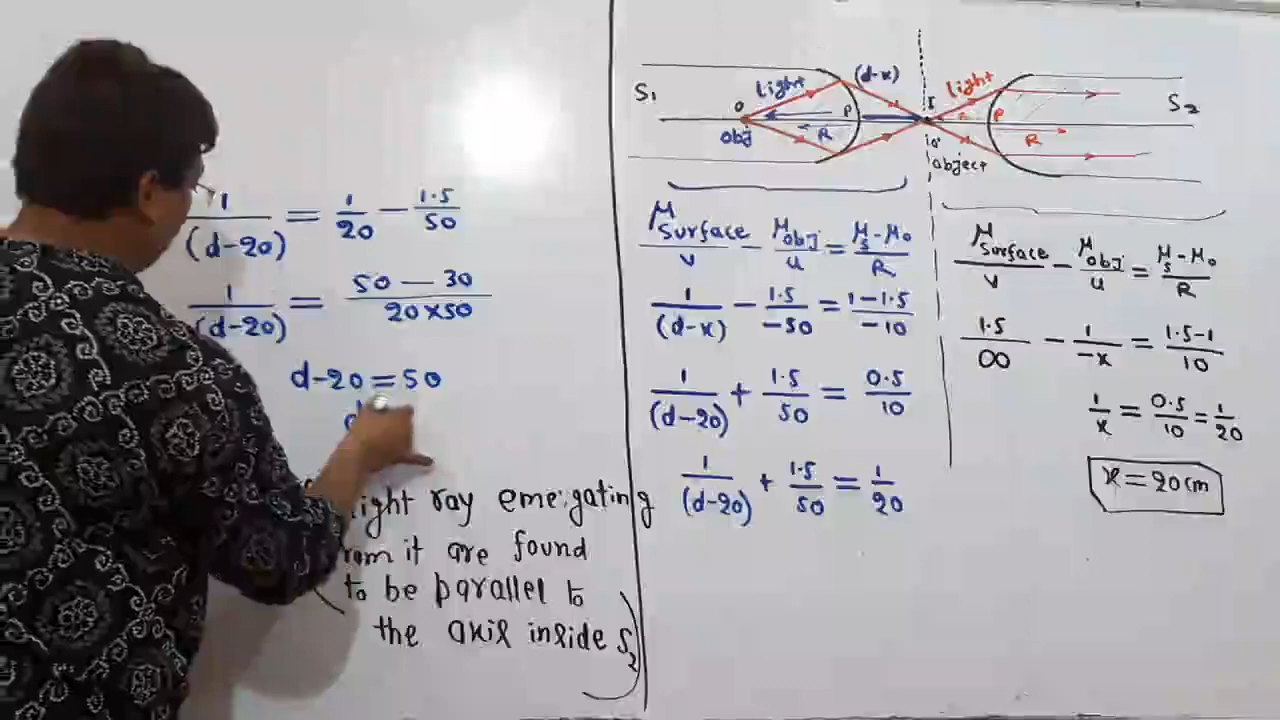 1/(d-20) = 1/20 - 1.5/50
1/(d-20) = 50 - 30/20×50
d-20 = 50
d
light ray emergating
from it are found
to be parallel to
the axis inside S₂
S₁
light
(d-x)
O
obj
R
P
I
light
O'
object
P
R
S₂
μSurface/v - μobj/u = μs-μo/R
1/(d-x) - 1.5/-50 = 1-1.5/-10
1/(d-20) + 1.5/50 = 0.5/10
1/(d-20) + 1.5/50 = 1/20
μSurface/v - μobj/u = μs-μo/R
1.5/∞ - 1/-x = 1.5-1/10
1/x = 0.5/10 = 1/20
x = 20cm